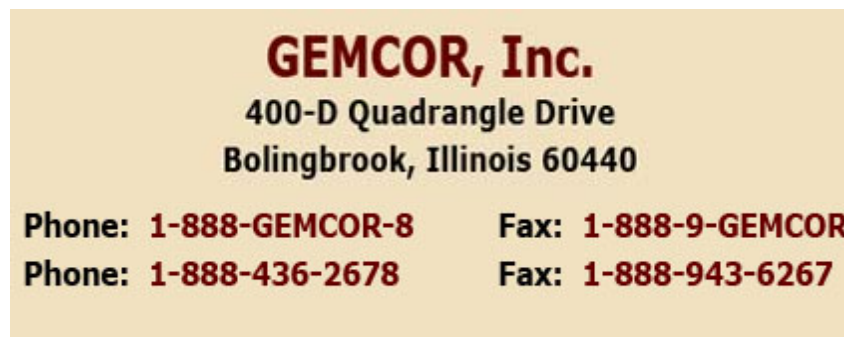 GEMCOR, Inc.
400-D Quadrangle Drive
Bolingbrook, Illinois 60440
Phone: 1-888-GEMCOR-8 Fax: 1-888-9-GEMCOR
Phone: 1-888-436-2678 Fax: 1-888-943-6267